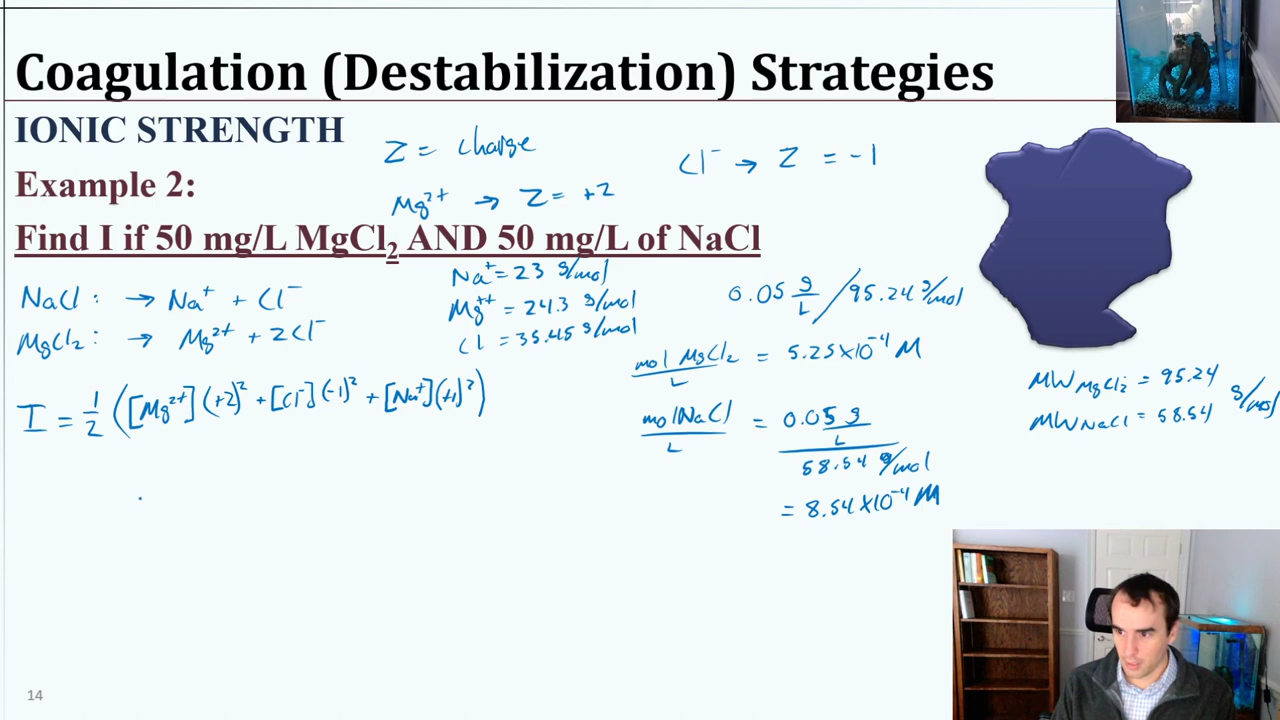 Coagulation (Destabilization) Strategies
IONIC STRENGTH
Z = charge
Cl⁻ → Z = -1
Example 2:
Mg²⁺ → Z = +2
Find I if 50 mg/L MgCl₂ AND 50 mg/L of NaCl
NaCl: → Na⁺ + Cl⁻
MgCl₂: → Mg²⁺ + 2Cl⁻
Na⁺ = 23 g/mol
Mg⁺⁺ = 24.3 g/mol
Cl = 35.45 g/mol
0.05 g/L / 95.24 g/mol
mol MgCl₂/L = 5.25×10⁻⁴ M
MW MgCl₂ = 95.24 g/mol
MW NaCl = 58.54
I = 1/2 ([Mg²⁺](+2)² + [Cl⁻](-1)² + [Na⁺](+1)²)
mol NaCl/L = 0.05 g/L / 58.54 g/mol
= 8.54×10⁻⁴ M
14